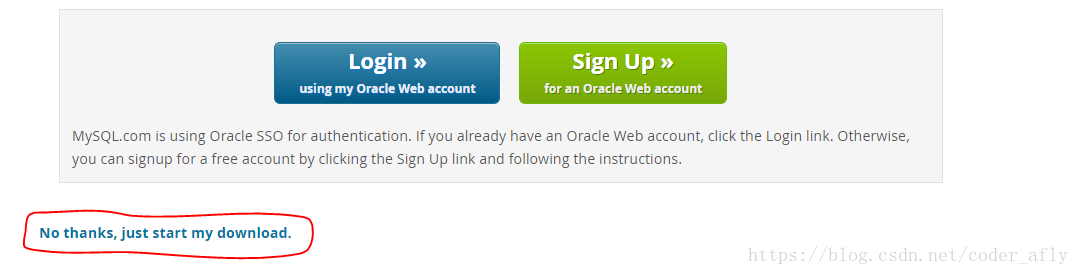 Login »
using my Oracle Web account
Sign Up »
for an Oracle Web account
MySQL.com is using Oracle SSO for authentication. If you already have an Oracle Web account, click the Login link. Otherwise,
you can signup for a free account by clicking the Sign Up link and following the instructions.
No thanks, just start my download.
https://blog.csdn.net/coder_afly